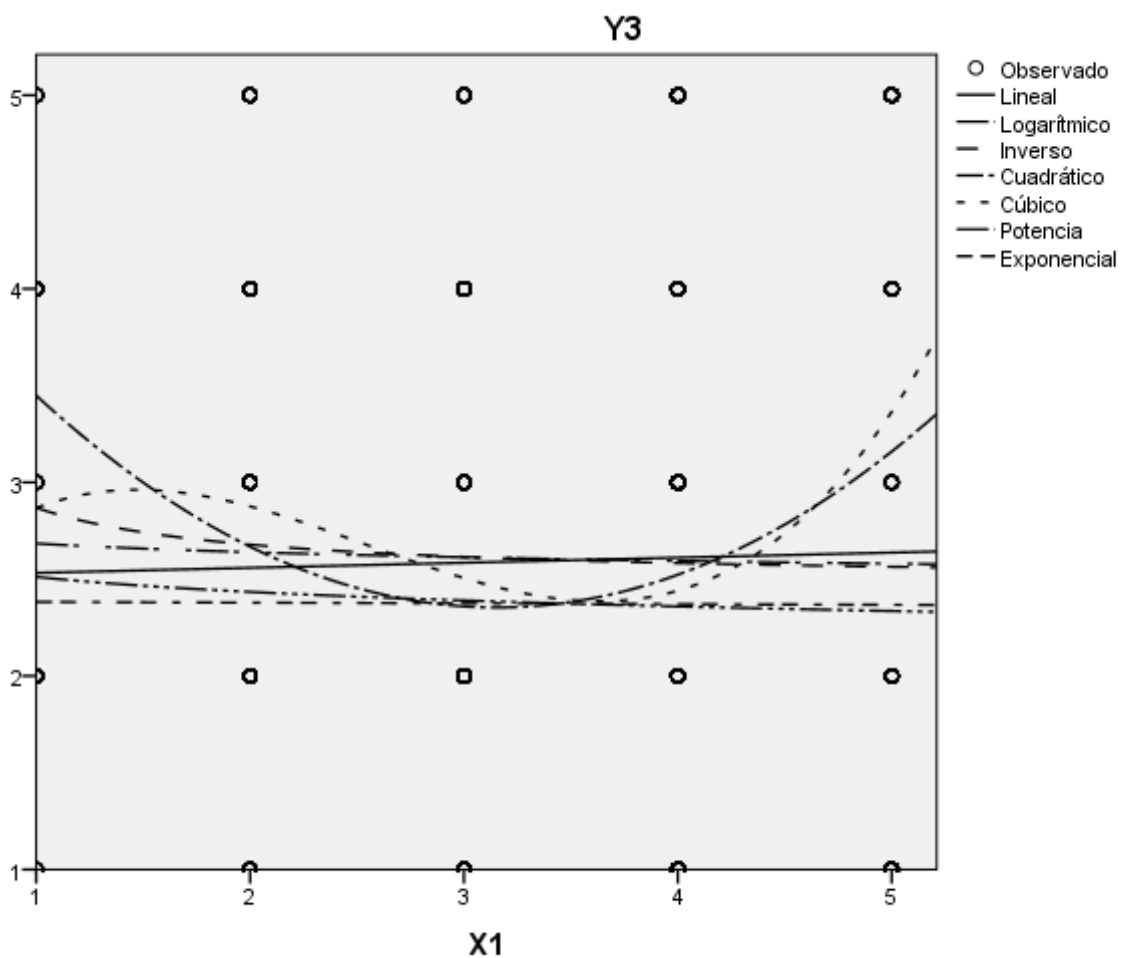 Y3
Observado
Lineal
Logarítmico
Inverso
Cuadrático
Cúbico
Potencia
Exponencial
5
4
3
2
1
1 2 3 4 5
X1